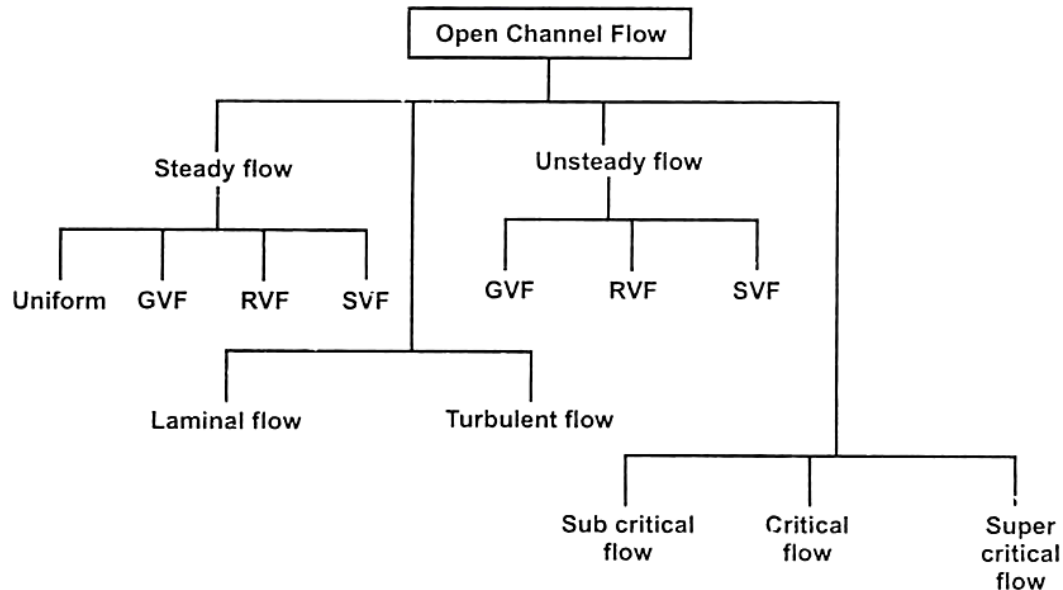 Open Channel Flow
Steady flow
Unsteady flow
Uniform GVF RVF SVF
GVF RVF SVF
Laminal flow
Turbulent flow
Sub critical
flow
Critical
flow
Super
critical
flow